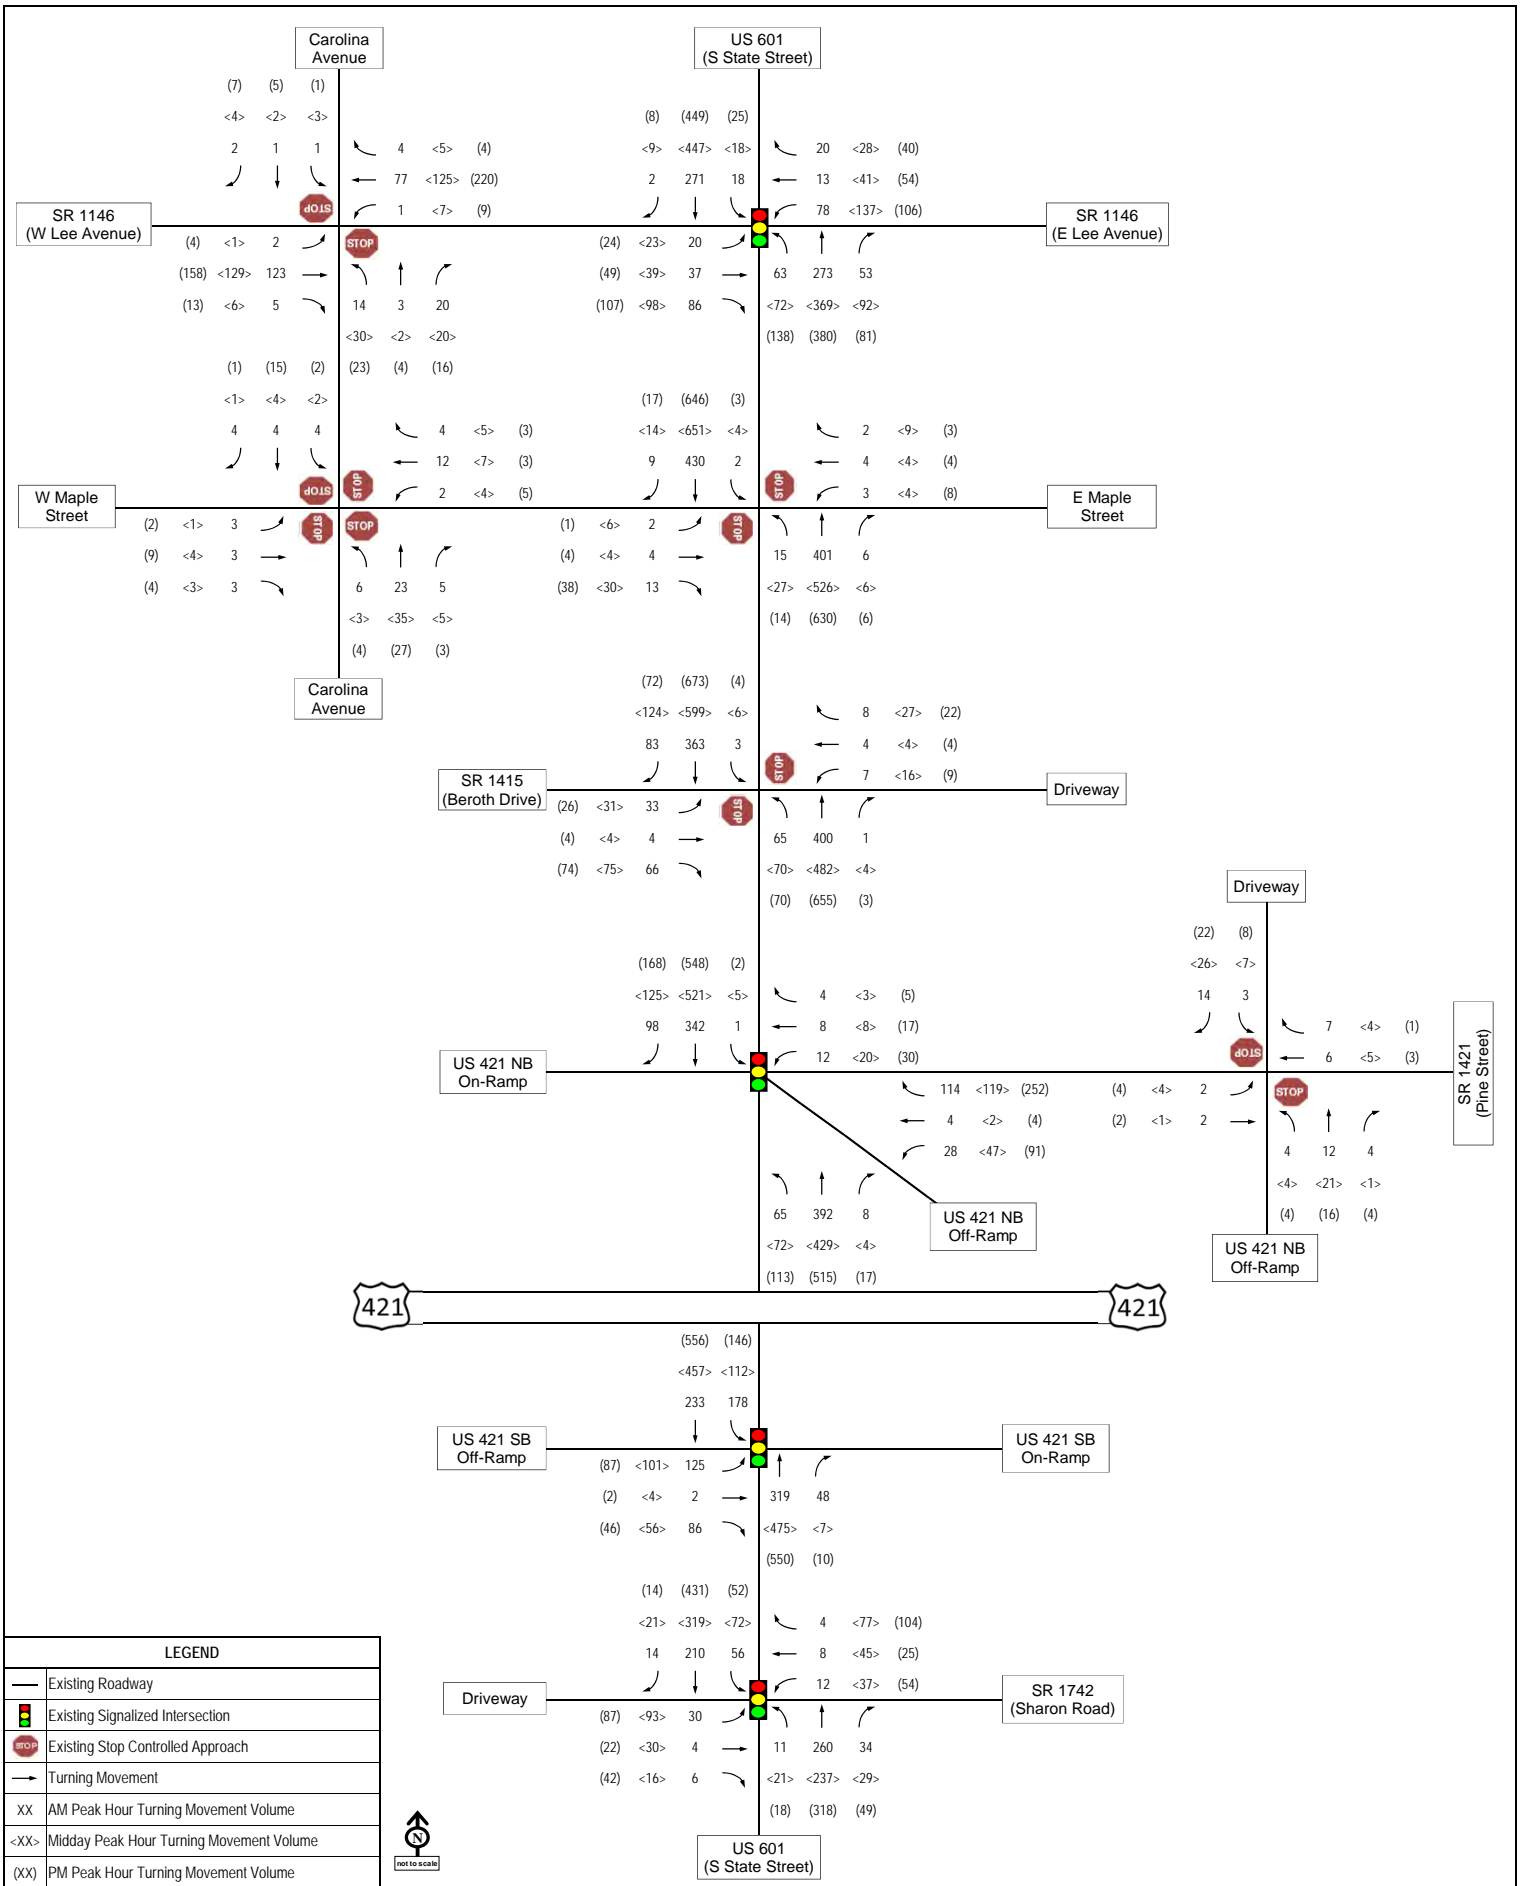 Carolina
Avenue
US 601
(S State Street)
(7) (5) (1)
<4> <2> <3>
2 1 1
4 <5> (4)
77 <125> (220)
1 <7> (9)
STOP
SR 1146
(W Lee Avenue)
STOP
(4) <1> 2
(158) <129> 123
(13) <6> 5
14 3 20
<30> <2> <20>
(23) (4) (16)
(8) (449) (25)
<9> <447> <18>
2 271 18
20 <28> (40)
13 <41> (54)
78 <137> (106)
SR 1146
(E Lee Avenue)
(24) <23> 20
(49) <39> 37
(107) <98> 86
63 273 53
<72> <369> <92>
(138) (380) (81)
(1) (15) (2)
<1> <4> <2>
4 4 4
4 <5> (3)
12 <7> (3)
2 <4> (5)
STOP
STOP
W Maple
Street
STOP
STOP
(2) <1> 3
(9) <4> 3
(4) <3> 3
6 23 5
<3> <35> <5>
(4) (27) (3)
Carolina
Avenue
(17) (646) (3)
<14> <651> <4>
9 430 2
2 <9> (3)
4 <4> (4)
3 <4> (8)
STOP
E Maple
Street
STOP
(1) <6> 2
(4) <4> 4
(38) <30> 13
15 401 6
<27> <526> <6>
(14) (630) (6)
(72) (673) (4)
<124> <599> <6>
83 363 3
8 <27> (22)
4 <4> (4)
7 <16> (9)
STOP
SR 1415
(Beroth Drive)
Driveway
STOP
(26) <31> 33
(4) <4> 4
(74) <75> 66
65 400 1
<70> <482> <4>
(70) (655) (3)
(168) (548) (2)
<125> <521> <5>
98 342 1
4 <3> (5)
8 <8> (17)
12 <20> (30)
US 421 NB
On-Ramp
114 <119> (252)
4 <2> (4)
28 <47> (91)
65 392 8
<72> <429> <4>
(113) (515) (17)
US 421 NB
Off-Ramp
Driveway
(22) (8)
<26> <7>
14 3
7 <4> (1)
6 <5> (3)
STOP
SR 1421
(Pine Street)
STOP
(4) <4> 2
(2) <1> 2
4 12 4
<4> <21> <1>
(4) (16) (4)
US 421 NB
Off-Ramp
421
421
(556) (146)
<457> <112>
233 178
US 421 SB
Off-Ramp
US 421 SB
On-Ramp
(87) <101> 125
(2) <4> 2
(46) <56> 86
319 48
<475> <7>
(550) (10)
(14) (431) (52)
<21> <319> <72>
14 210 56
4 <77> (104)
8 <45> (25)
12 <37> (54)
Driveway
SR 1742
(Sharon Road)
(87) <93> 30
(22) <30> 4
(42) <16> 6
11 260 34
<21> <237> <29>
(18) (318) (49)
US 601
(S State Street)
LEGEND
Existing Roadway
Existing Signalized Intersection
STOP Existing Stop Controlled Approach
Turning Movement
XX AM Peak Hour Turning Movement Volume
<XX> Midday Peak Hour Turning Movement Volume
(XX) PM Peak Hour Turning Movement Volume
N
not to scale